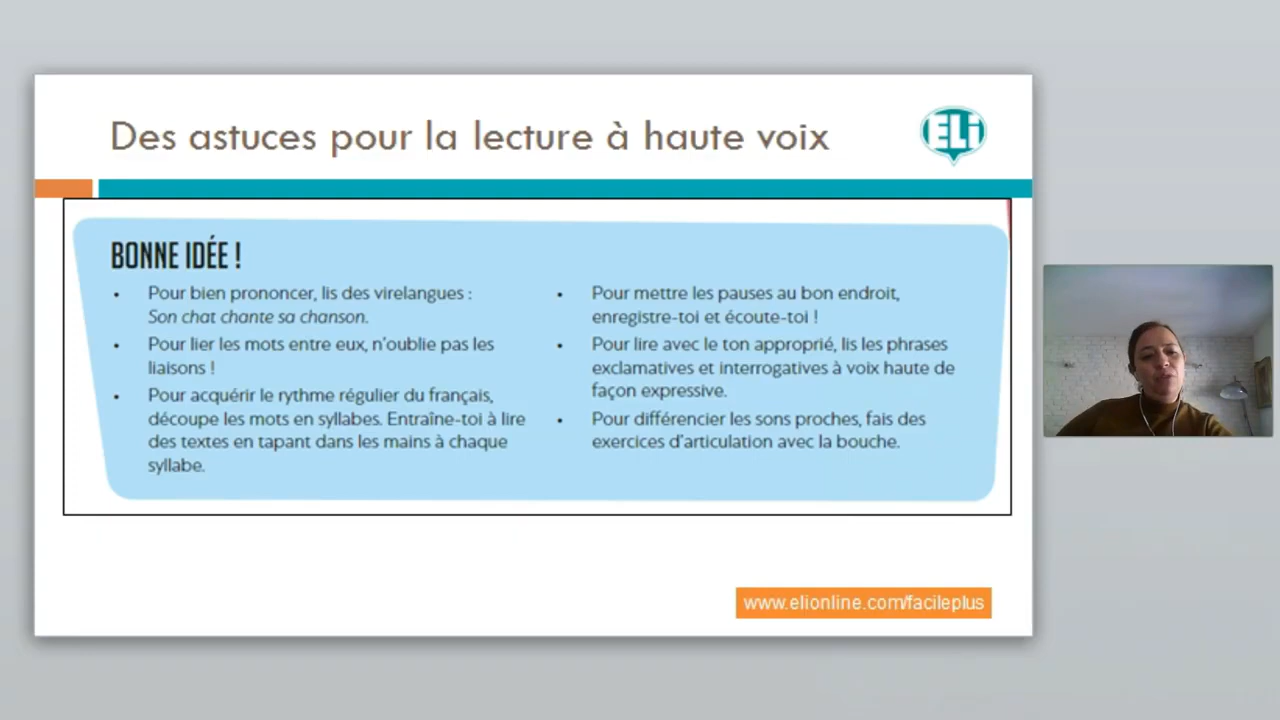 Des astuces pour la lecture à haute voix
ELi
BONNE IDÉE !
• Pour bien prononcer, lis des virelangues :
Son chat chante sa chanson.
• Pour lier les mots entre eux, n'oublie pas les
liaisons !
• Pour acquérir le rythme régulier du français,
découpe les mots en syllabes. Entraîne-toi à lire
des textes en tapant dans les mains à chaque
syllabe.
• Pour mettre les pauses au bon endroit,
enregistre-toi et écoute-toi !
• Pour lire avec le ton approprié, lis les phrases
exclamatives et interrogatives à voix haute de
façon expressive.
• Pour différencier les sons proches, fais des
exercices d'articulation avec la bouche.
www.elionline.com/facileplus